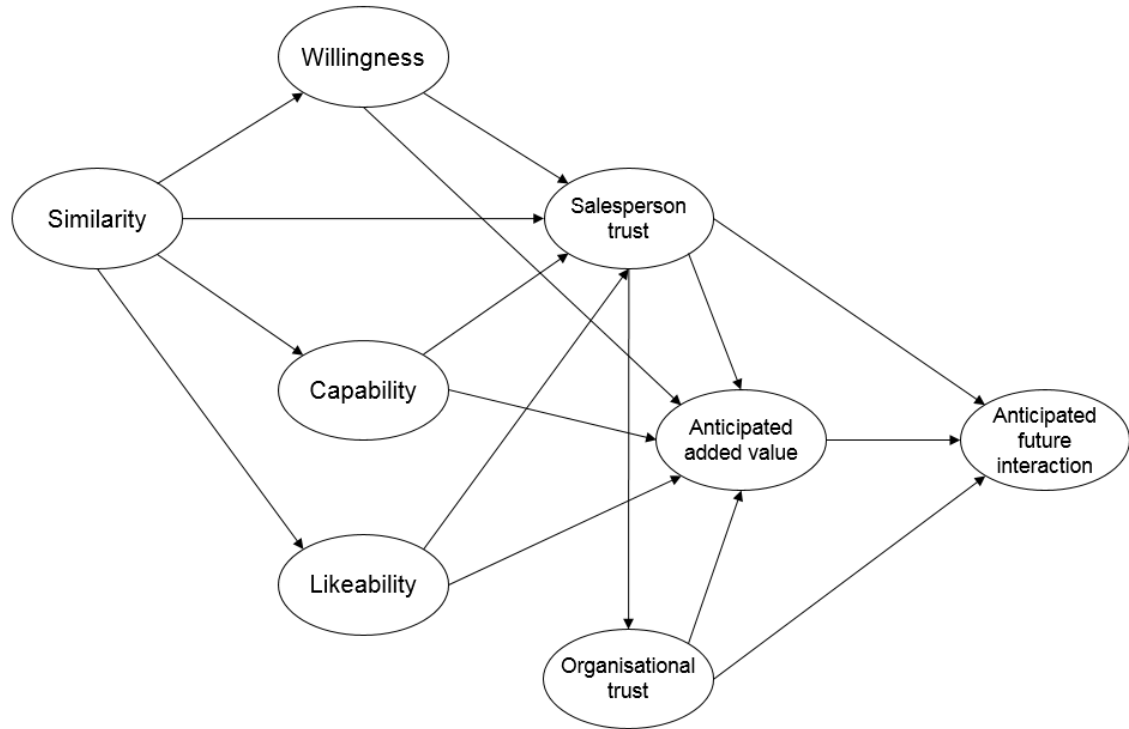 Willingness
Similarity
Salesperson
trust
Capability
Anticipated
added value
Anticipated
future
interaction
Likeability
Organisational
trust